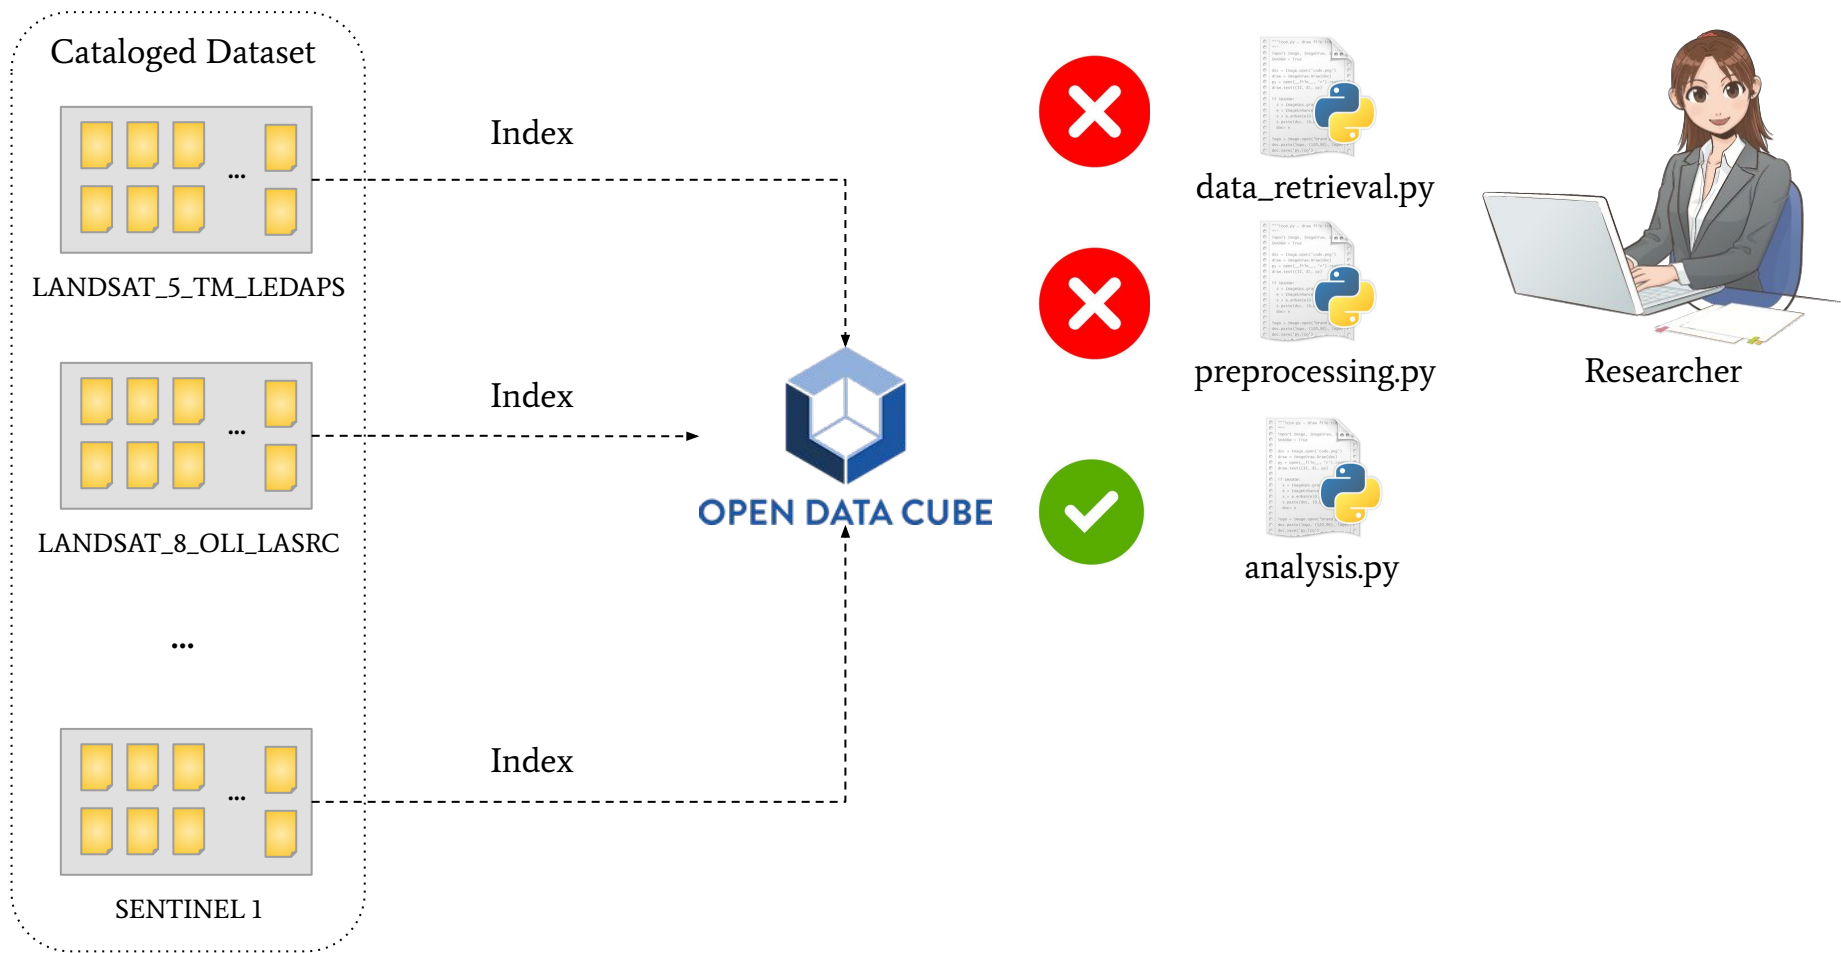 Cataloged Dataset
...
LANDSAT_5_TM_LEDAPS
Index
...
LANDSAT_8_OLI_LASRC
Index
...
...
SENTINEL 1
Index
OPEN DATA CUBE
data_retrieval.py
preprocessing.py
analysis.py
Researcher